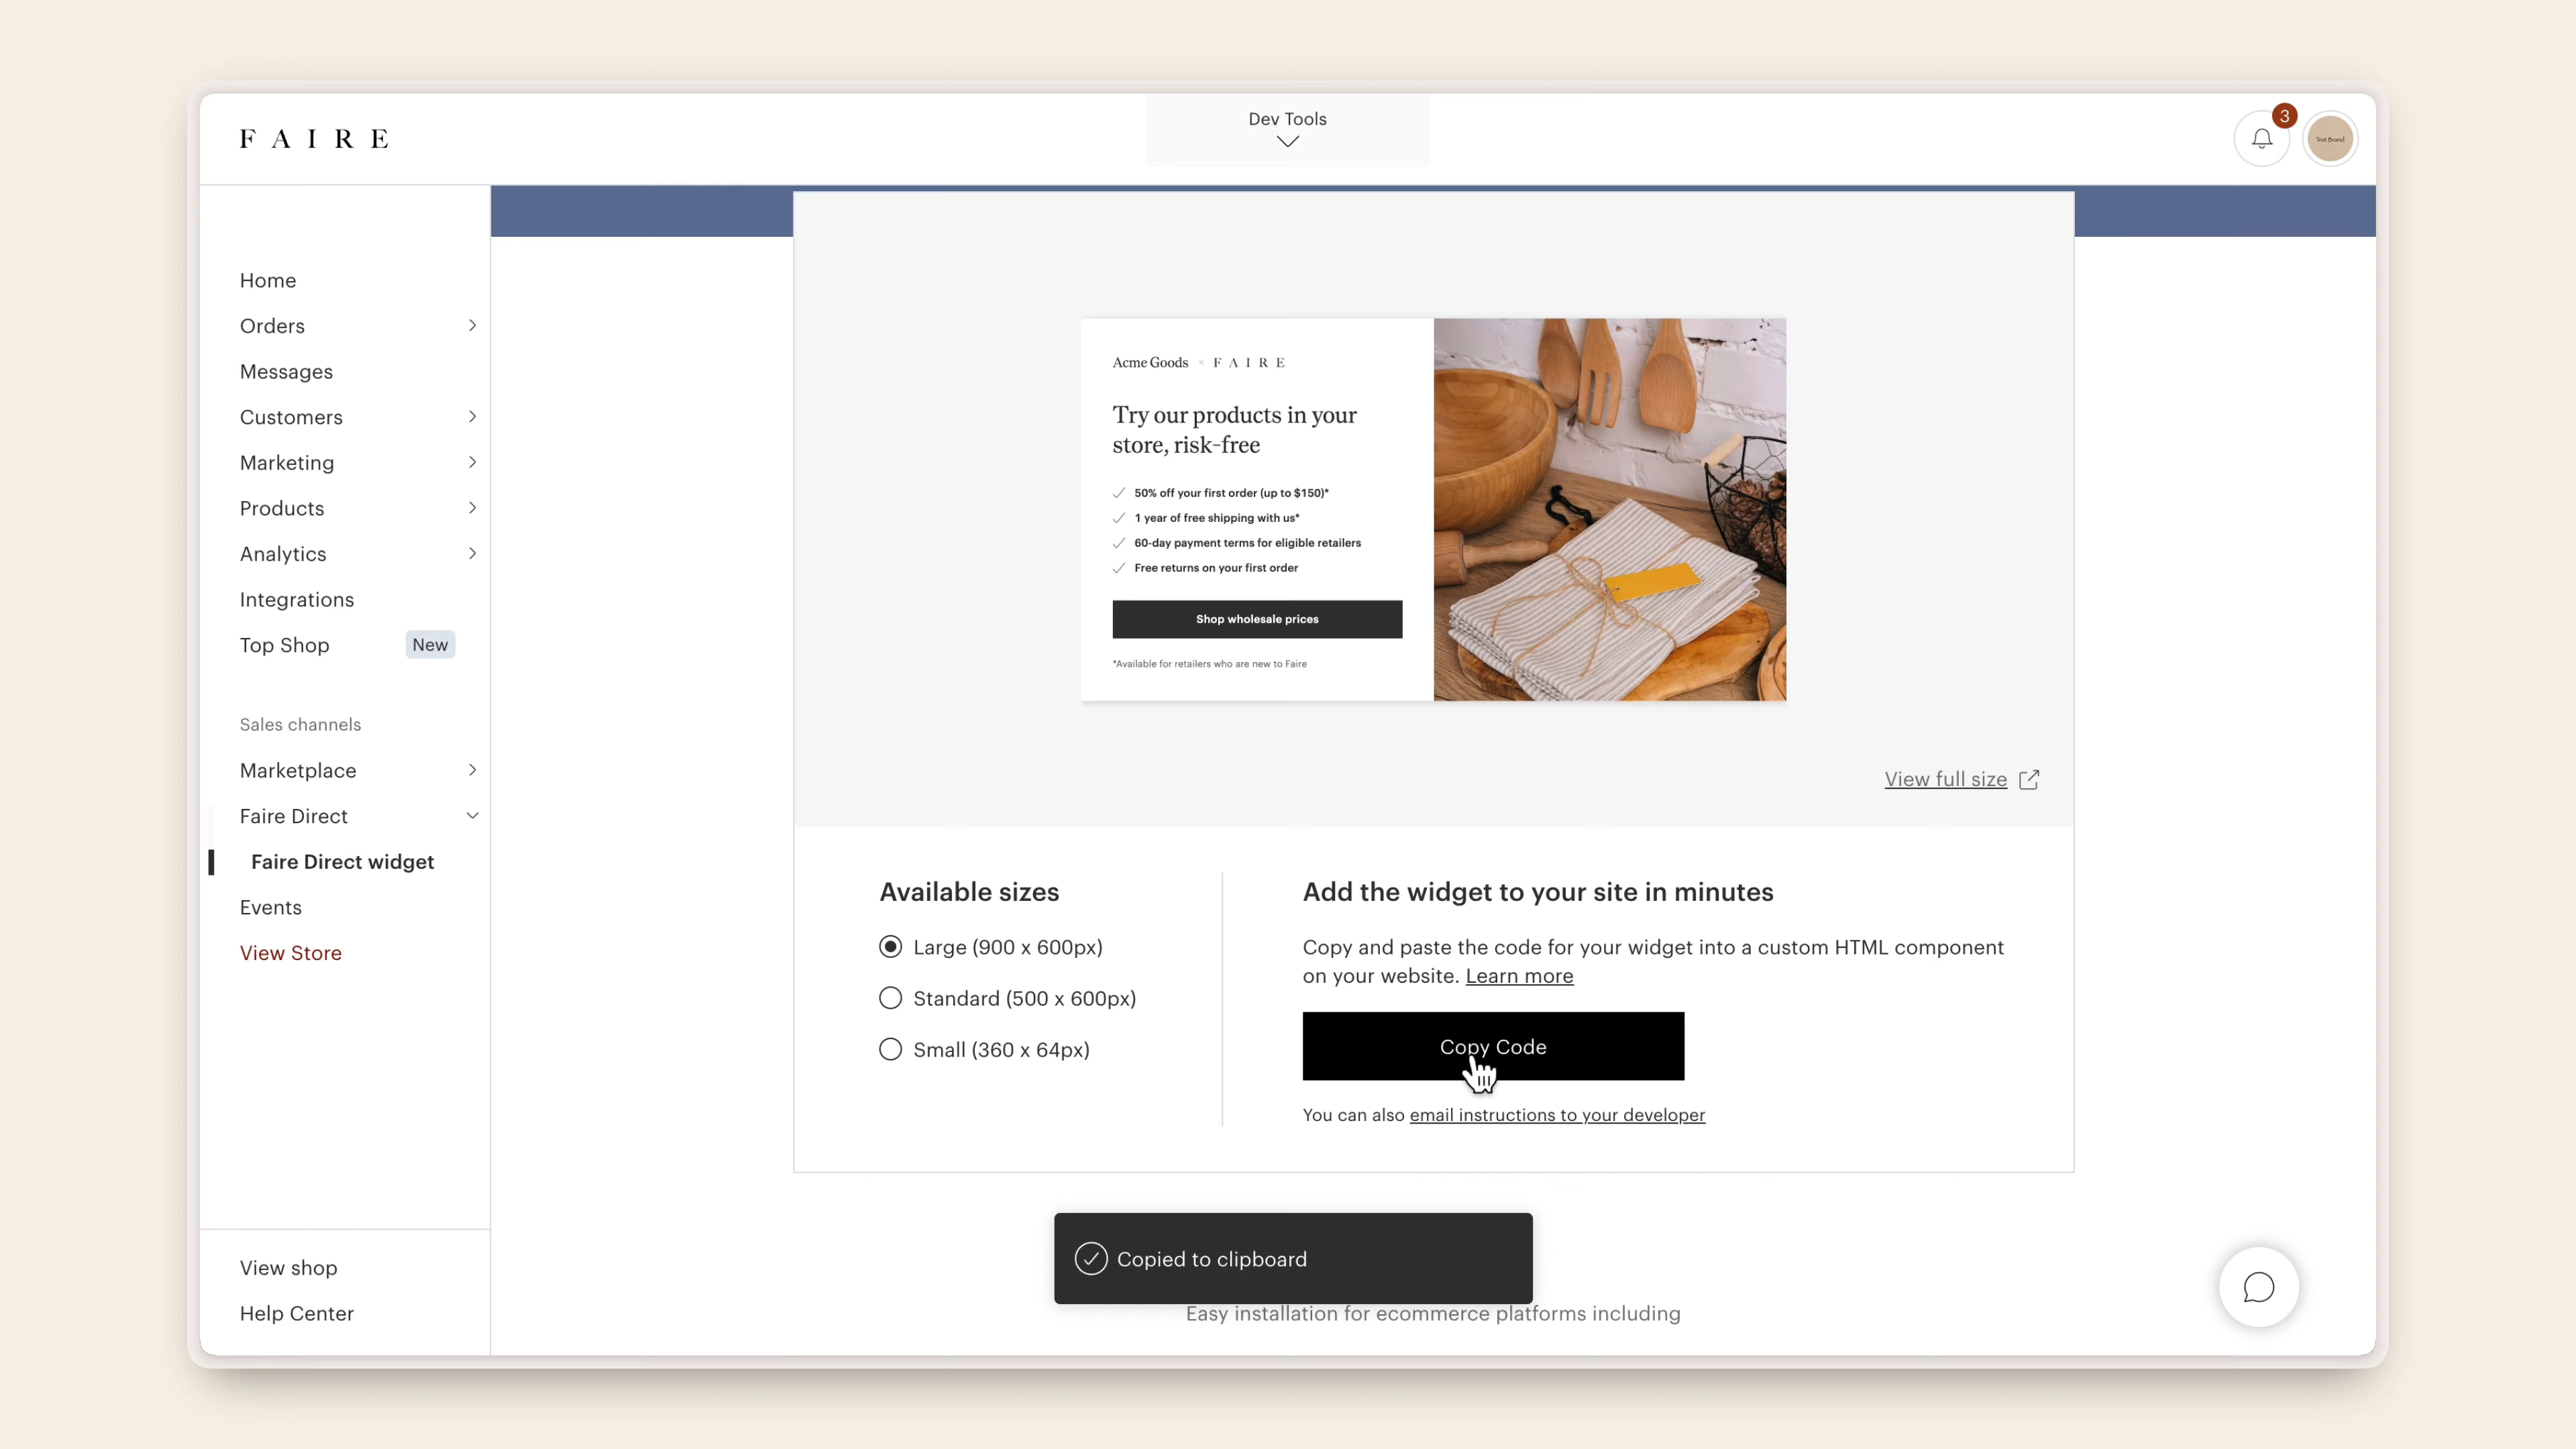 F A I R E
Dev Tools
3
Test Brand
Home
Orders
Messages
Customers
Marketing
Products
Analytics
Integrations
Top Shop New
Sales channels
Marketplace
Faire Direct
Faire Direct widget
Events
View Store
View shop
Help Center
Acme Goods × F A I R E
Try our products in your
store, risk-free
50% off your first order (up to $150)*
1 year of free shipping with us*
60-day payment terms for eligible retailers
Free returns on your first order
Shop wholesale prices
*Available for retailers who are new to Faire
View full size
Available sizes
Large (900 x 600px)
Standard (500 x 600px)
Small (360 x 64px)
Add the widget to your site in minutes
Copy and paste the code for your widget into a custom HTML component
on your website. Learn more
Copy Code
You can also email instructions to your developer
Copied to clipboard
Easy installation for ecommerce platforms including